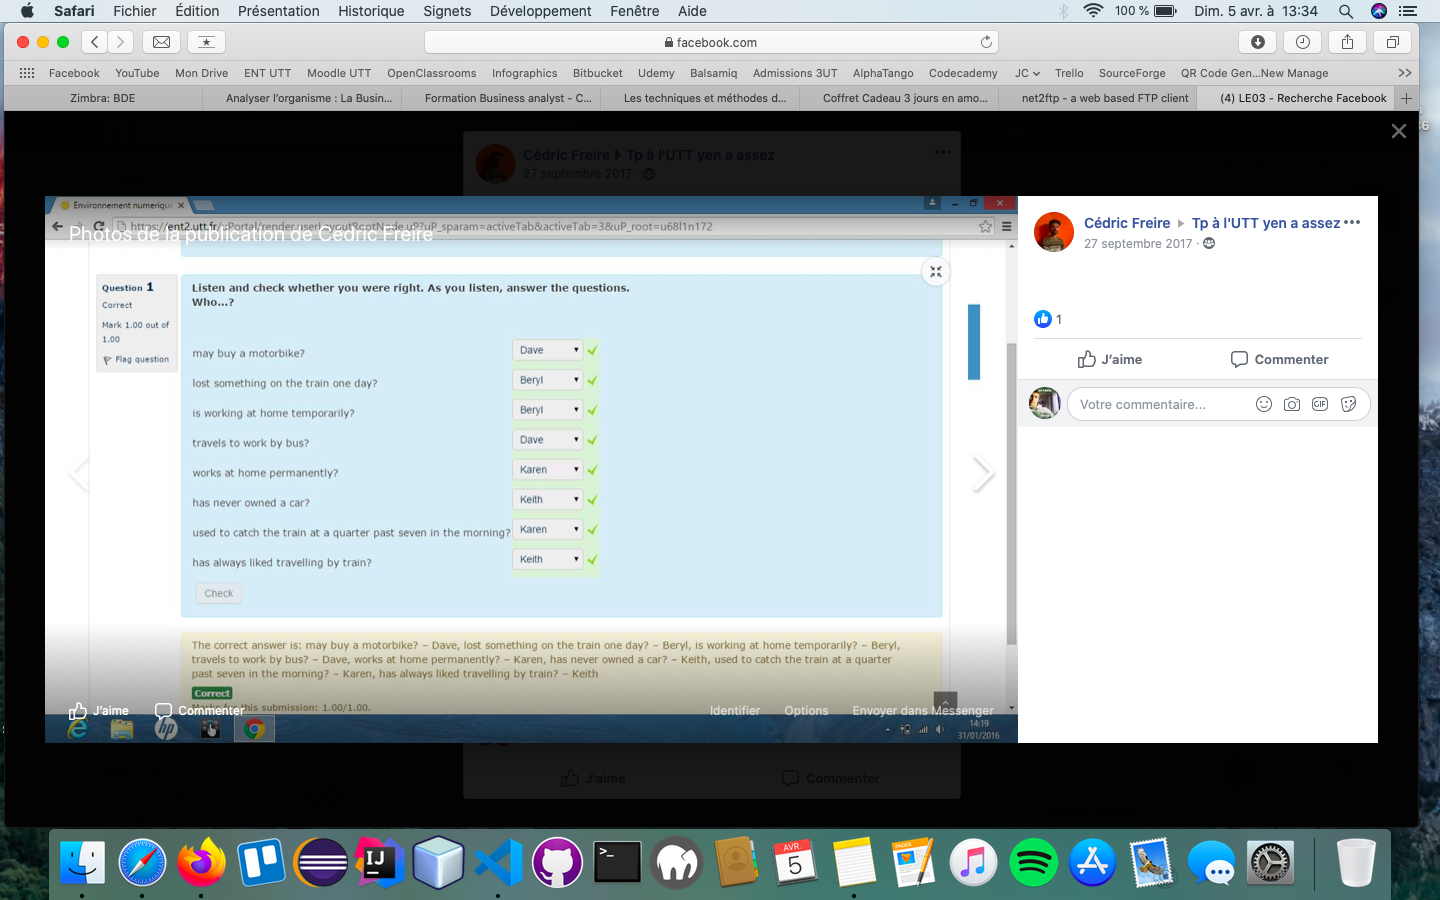 Safari Fichier Édition Présentation Historique Signets Développement Fenêtre Aide 100 % Dim. 5 avr. à 13:34
facebook.com
Facebook YouTube Mon Drive ENT UTT Moodle UTT OpenClassrooms Infographics Bitbucket Udemy Balsamiq Admissions 3UT AlphaTango Codecademy JC Trello SourceForge QR Code Gen...New Manage
Zimbra: BDE Analyser l'organisme : La Busin... Formation Business analyst - C... Les techniques et méthodes d... Coffret Cadeau 3 jours en amo... net2ftp - a web based FTP client (4) LE03 - Recherche Facebook
Cédric Freire Tp à l'UTT yen a assez
27 septembre 2017 ·
Environnement numeriqu
https://ent2.utt.fr/uPortal/render.userLayoutRootNode.uP?uP_sparam=activeTab&activeTab=3&uP_root=u68l1n172
Photos de la publication de Cédric Freire
Question 1
Correct
Mark 1.00 out of
1.00
Flag question
Listen and check whether you were right. As you listen, answer the questions.
Who...?
may buy a motorbike? Dave
lost something on the train one day? Beryl
is working at home temporarily? Beryl
travels to work by bus? Dave
works at home permanently? Karen
has never owned a car? Keith
used to catch the train at a quarter past seven in the morning? Karen
has always liked travelling by train? Keith
Check
The correct answer is: may buy a motorbike? – Dave, lost something on the train one day? – Beryl, is working at home temporarily? – Beryl,
travels to work by bus? – Dave, works at home permanently? – Karen, has never owned a car? – Keith, used to catch the train at a quarter
past seven in the morning? – Karen, has always liked travelling by train? – Keith
Correct
Marks for this submission: 1.00/1.00.
J'aime Commenter Identifier Options Envoyer dans Messenger
14:19
31/01/2016
Cédric Freire Tp à l'UTT yen a assez
27 septembre 2017 ·
1
J'aime Commenter
Votre commentaire... GIF
J'aime Commenter
IJ
>_
AVR.
5
PAGES